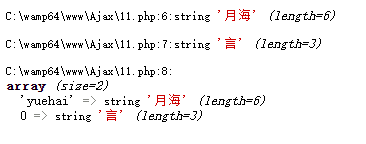 C:\wamp64\www\Ajax\11.php:6:string '月海' (length=6)
C:\wamp64\www\Ajax\11.php:7:string '言' (length=3)
C:\wamp64\www\Ajax\11.php:8:
array (size=2)
'yuehai' => string '月海' (length=6)
0 => string '言' (length=3)